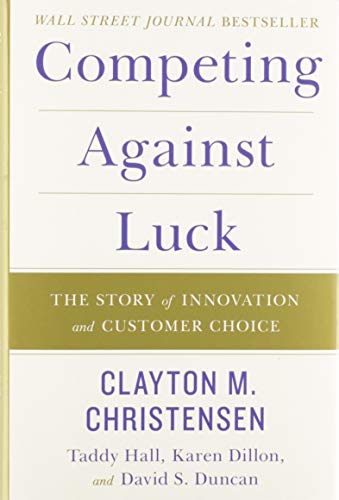 WALL STREET JOURNAL BESTSELLER
Competing
Against
Luck
THE STORY of INNOVATION
and CUSTOMER CHOICE
CLAYTON M.
CHRISTENSEN
Taddy Hall, Karen Dillon,
and David S. Duncan